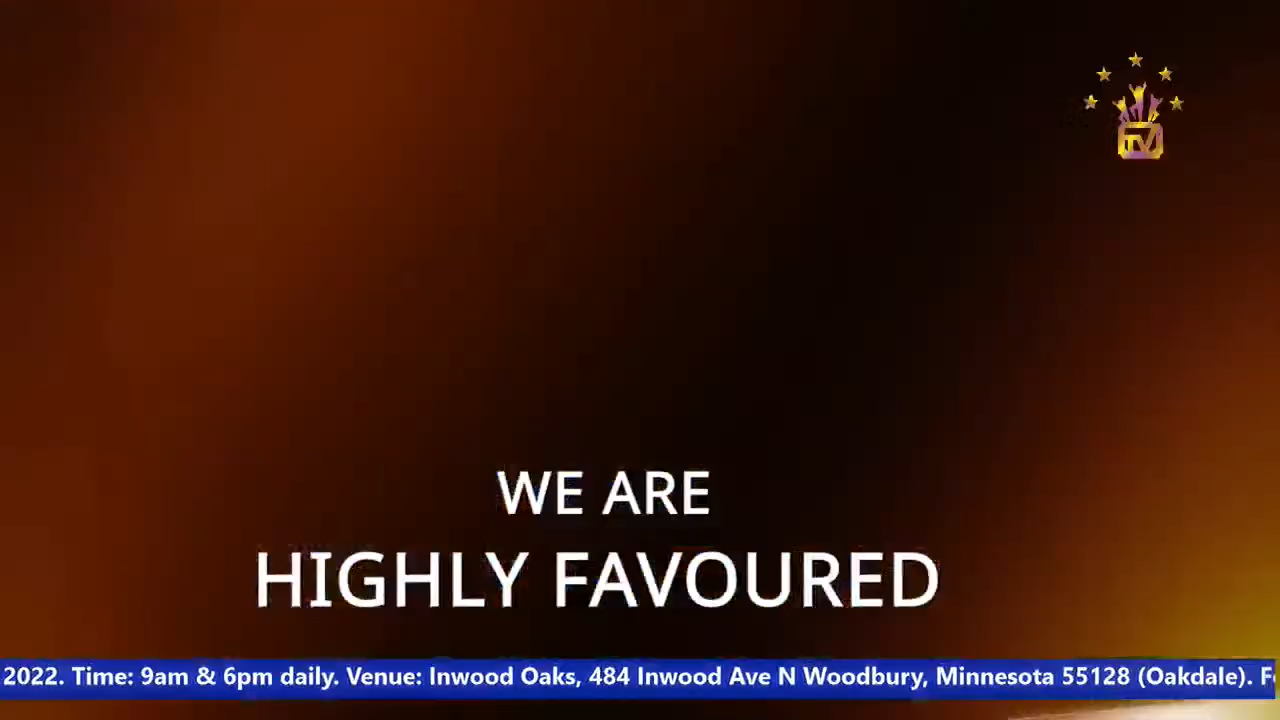 TV
WE ARE
HIGHLY FAVOURED
2022. Time: 9am & 6pm daily. Venue: Inwood Oaks, 484 Inwood Ave N Woodbury, Minnesota 55128 (Oakdale).